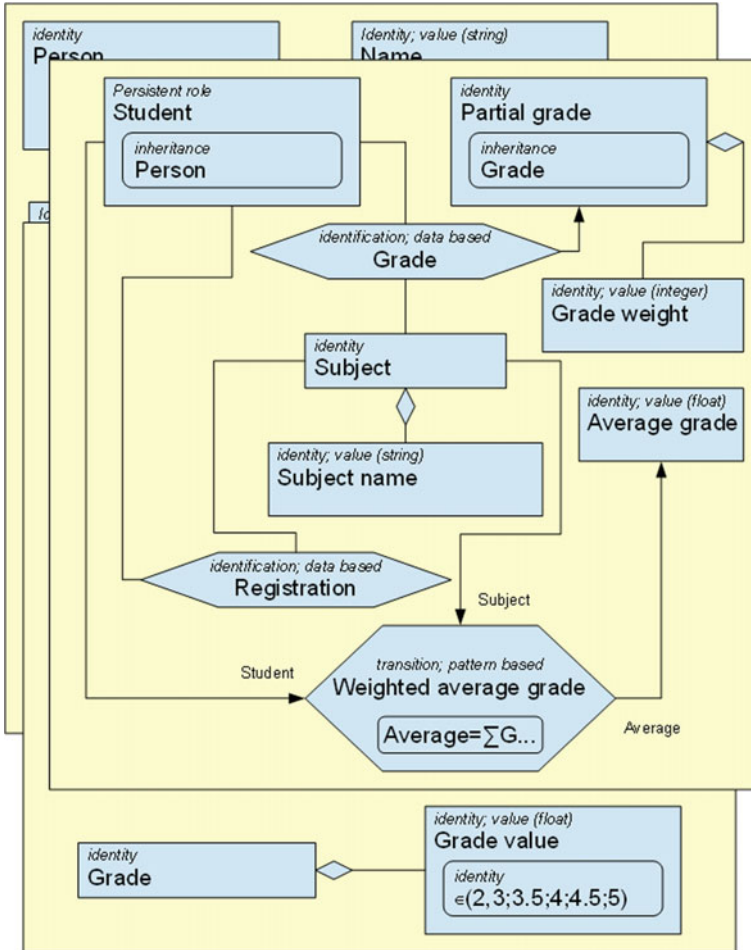 identity
Person
Identity; value (string)
Name
Persistent role
Student
inheritance
Person
identity
Partial grade
inheritance
Grade
Id
identification; data based
Grade
identity; value (integer)
Grade weight
identity
Subject
identity; value (float)
Average grade
identity; value (string)
Subject name
identification; data based
Registration
Subject
transition; pattern based
Student
Weighted average grade
Average=∑G...
Average
identity; value (float)
Grade value
identity
Grade
identity
∈(2,3;3.5;4;4.5;5)